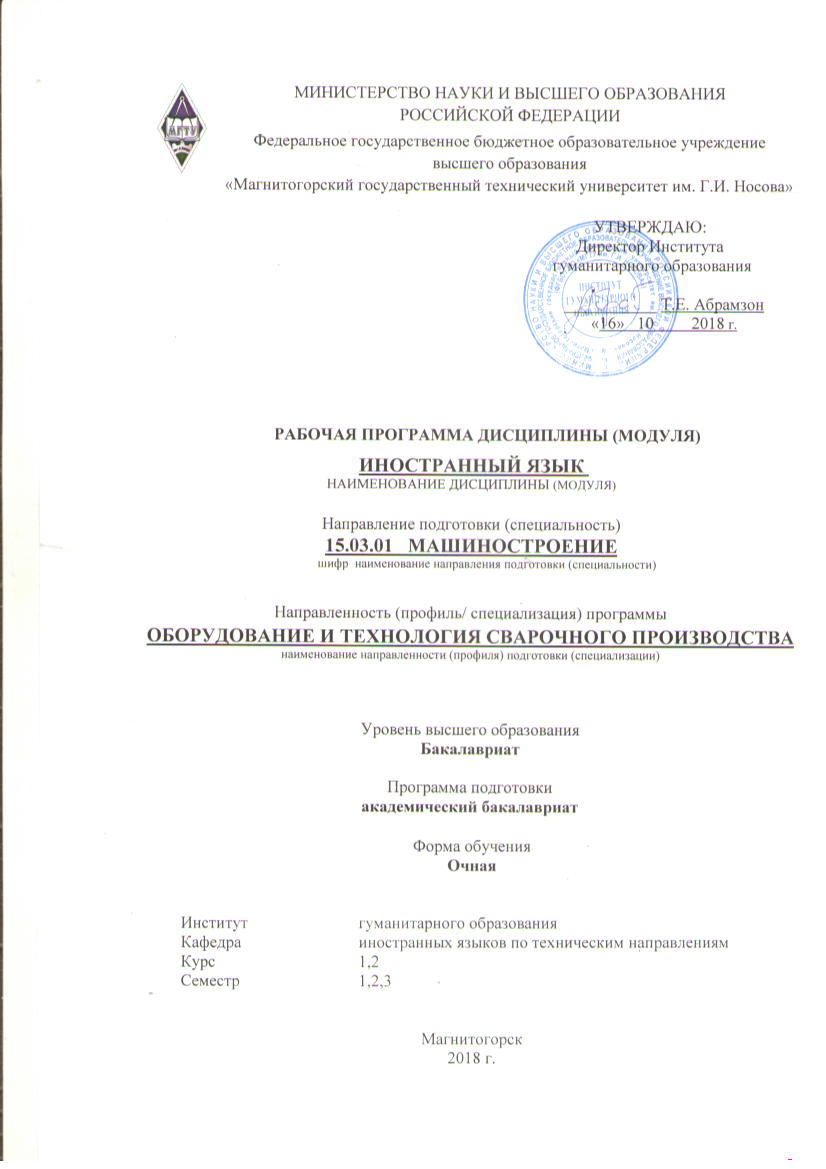 МИНИСТЕРСТВО НАУКИ И ВЫСШЕГО ОБРАЗОВАНИЯ
РОССИЙСКОЙ ФЕДЕРАЦИИ
Федеральное государственное бюджетное образовательное учреждение
высшего образования
«Магнитогорский государственный технический университет им. Г.И. Носова»
МГТУ
УТВЕРЖДАЮ:
Директор Института
гуманитарного образования
ИНСТИТУТ
ГУМАНИТАРНОГО
ОБРАЗОВАНИЯ
Т.Е. Абрамзон
«16» 10 2018 г.
РАБОЧАЯ ПРОГРАММА ДИСЦИПЛИНЫ (МОДУЛЯ)
ИНОСТРАННЫЙ ЯЗЫК
НАИМЕНОВАНИЕ ДИСЦИПЛИНЫ (МОДУЛЯ)
Направление подготовки (специальность)
15.03.01 МАШИНОСТРОЕНИЕ
шифр наименование направления подготовки (специальности)
Направленность (профиль/ специализация) программы
ОБОРУДОВАНИЕ И ТЕХНОЛОГИЯ СВАРОЧНОГО ПРОИЗВОДСТВА
наименование направленности (профиля) подготовки (специализации)
Уровень высшего образования
Бакалавриат
Программа подготовки
академический бакалавриат
Форма обучения
Очная
Институт гуманитарного образования
Кафедра иностранных языков по техническим направлениям
Курс 1,2
Семестр 1,2,3
Магнитогорск
2018 г.